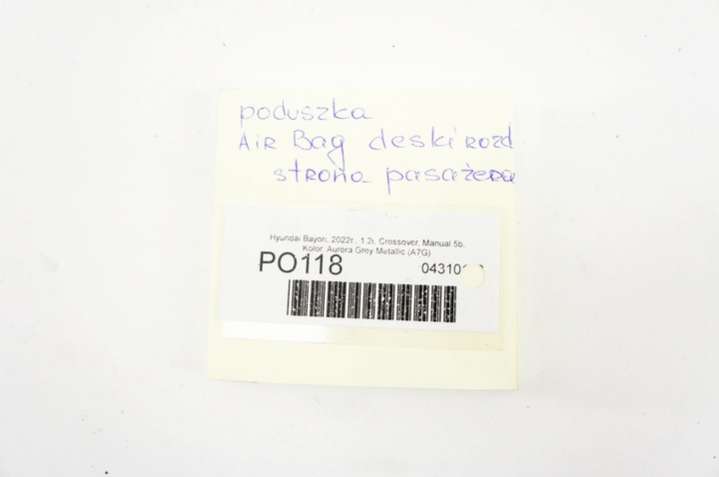 poduszka
AIR Bag deski rozd
strona pasażera
Hyundai Bayon, 2022r., 1.2i, Crossover, Manual 5b,
Kolor: Aurora Grey Metallic (A7G)
PO118 0431